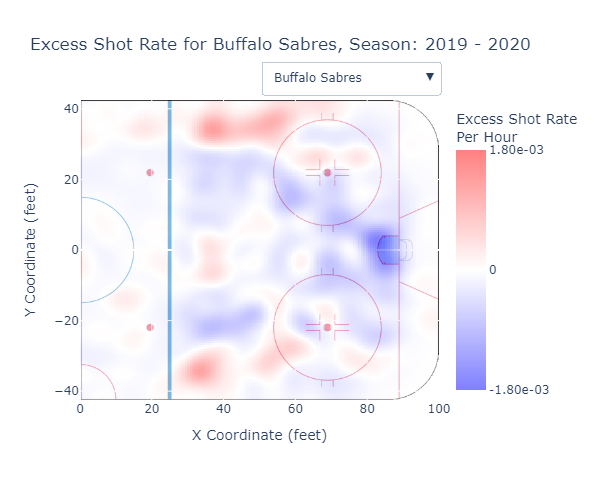 Excess Shot Rate for Buffalo Sabres, Season: 2019 - 2020
Buffalo Sabres ▼
Excess Shot Rate
Per Hour
1.80e-03
0
-1.80e-03
Y Coordinate (feet)
40
20
0
−20
−40
0 20 40 60 80 100
X Coordinate (feet)